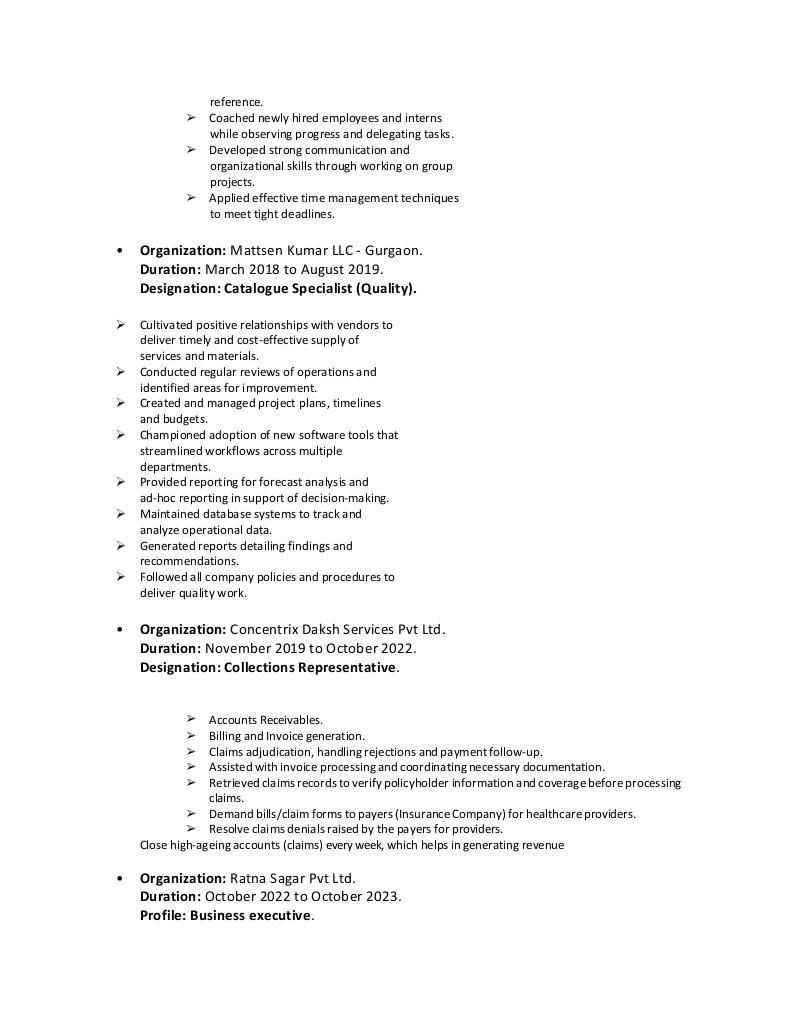 reference.
➢ Coached newly hired employees and interns
while observing progress and delegating tasks.
➢ Developed strong communication and
organizational skills through working on group
projects.
➢ Applied effective time management techniques
to meet tight deadlines.
• Organization: Mattsen Kumar LLC - Gurgaon.
Duration: March 2018 to August 2019.
Designation: Catalogue Specialist (Quality).
➢ Cultivated positive relationships with vendors to
deliver timely and cost-effective supply of
services and materials.
➢ Conducted regular reviews of operations and
identified areas for improvement.
➢ Created and managed project plans, timelines
and budgets.
➢ Championed adoption of new software tools that
streamlined workflows across multiple
departments.
➢ Provided reporting for forecast analysis and
ad-hoc reporting in support of decision-making.
➢ Maintained database systems to track and
analyze operational data.
➢ Generated reports detailing findings and
recommendations.
➢ Followed all company policies and procedures to
deliver quality work.
• Organization: Concentrix Daksh Services Pvt Ltd.
Duration: November 2019 to October 2022.
Designation: Collections Representative.
➢ Accounts Receivables.
➢ Billing and Invoice generation.
➢ Claims adjudication, handling rejections and payment follow-up.
➢ Assisted with invoice processing and coordinating necessary documentation.
➢ Retrieved claims records to verify policyholder information and coverage before processing
claims.
➢ Demand bills/claim forms to payers (Insurance Company) for healthcare providers.
➢ Resolve claims denials raised by the payers for providers.
Close high-ageing accounts (claims) every week, which helps in generating revenue
• Organization: Ratna Sagar Pvt Ltd.
Duration: October 2022 to October 2023.
Profile: Business executive.